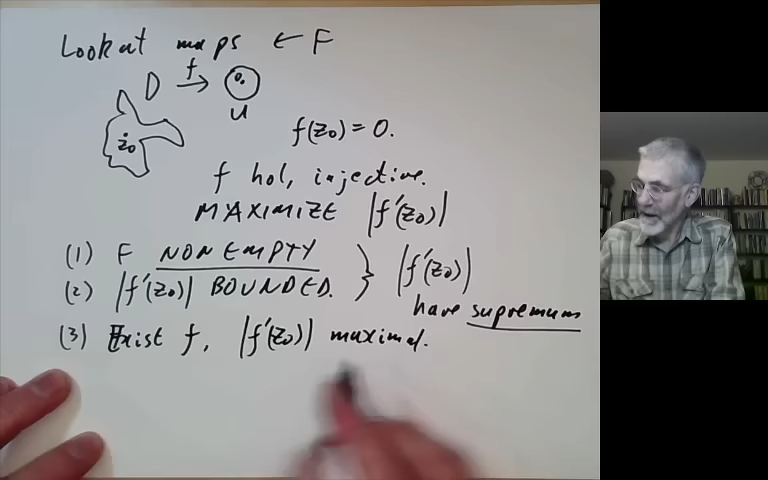 Look at maps ← F
D f → 0.
U
z₀
f(z₀) = 0.
f hol, injective.
MAXIMIZE |f'(z₀)|
(1) F NONEMPTY
(2) |f'(z₀)| BOUNDED. } |f'(z₀)|
have supremum
(3) Exist f, |f'(z₀)| maximal.